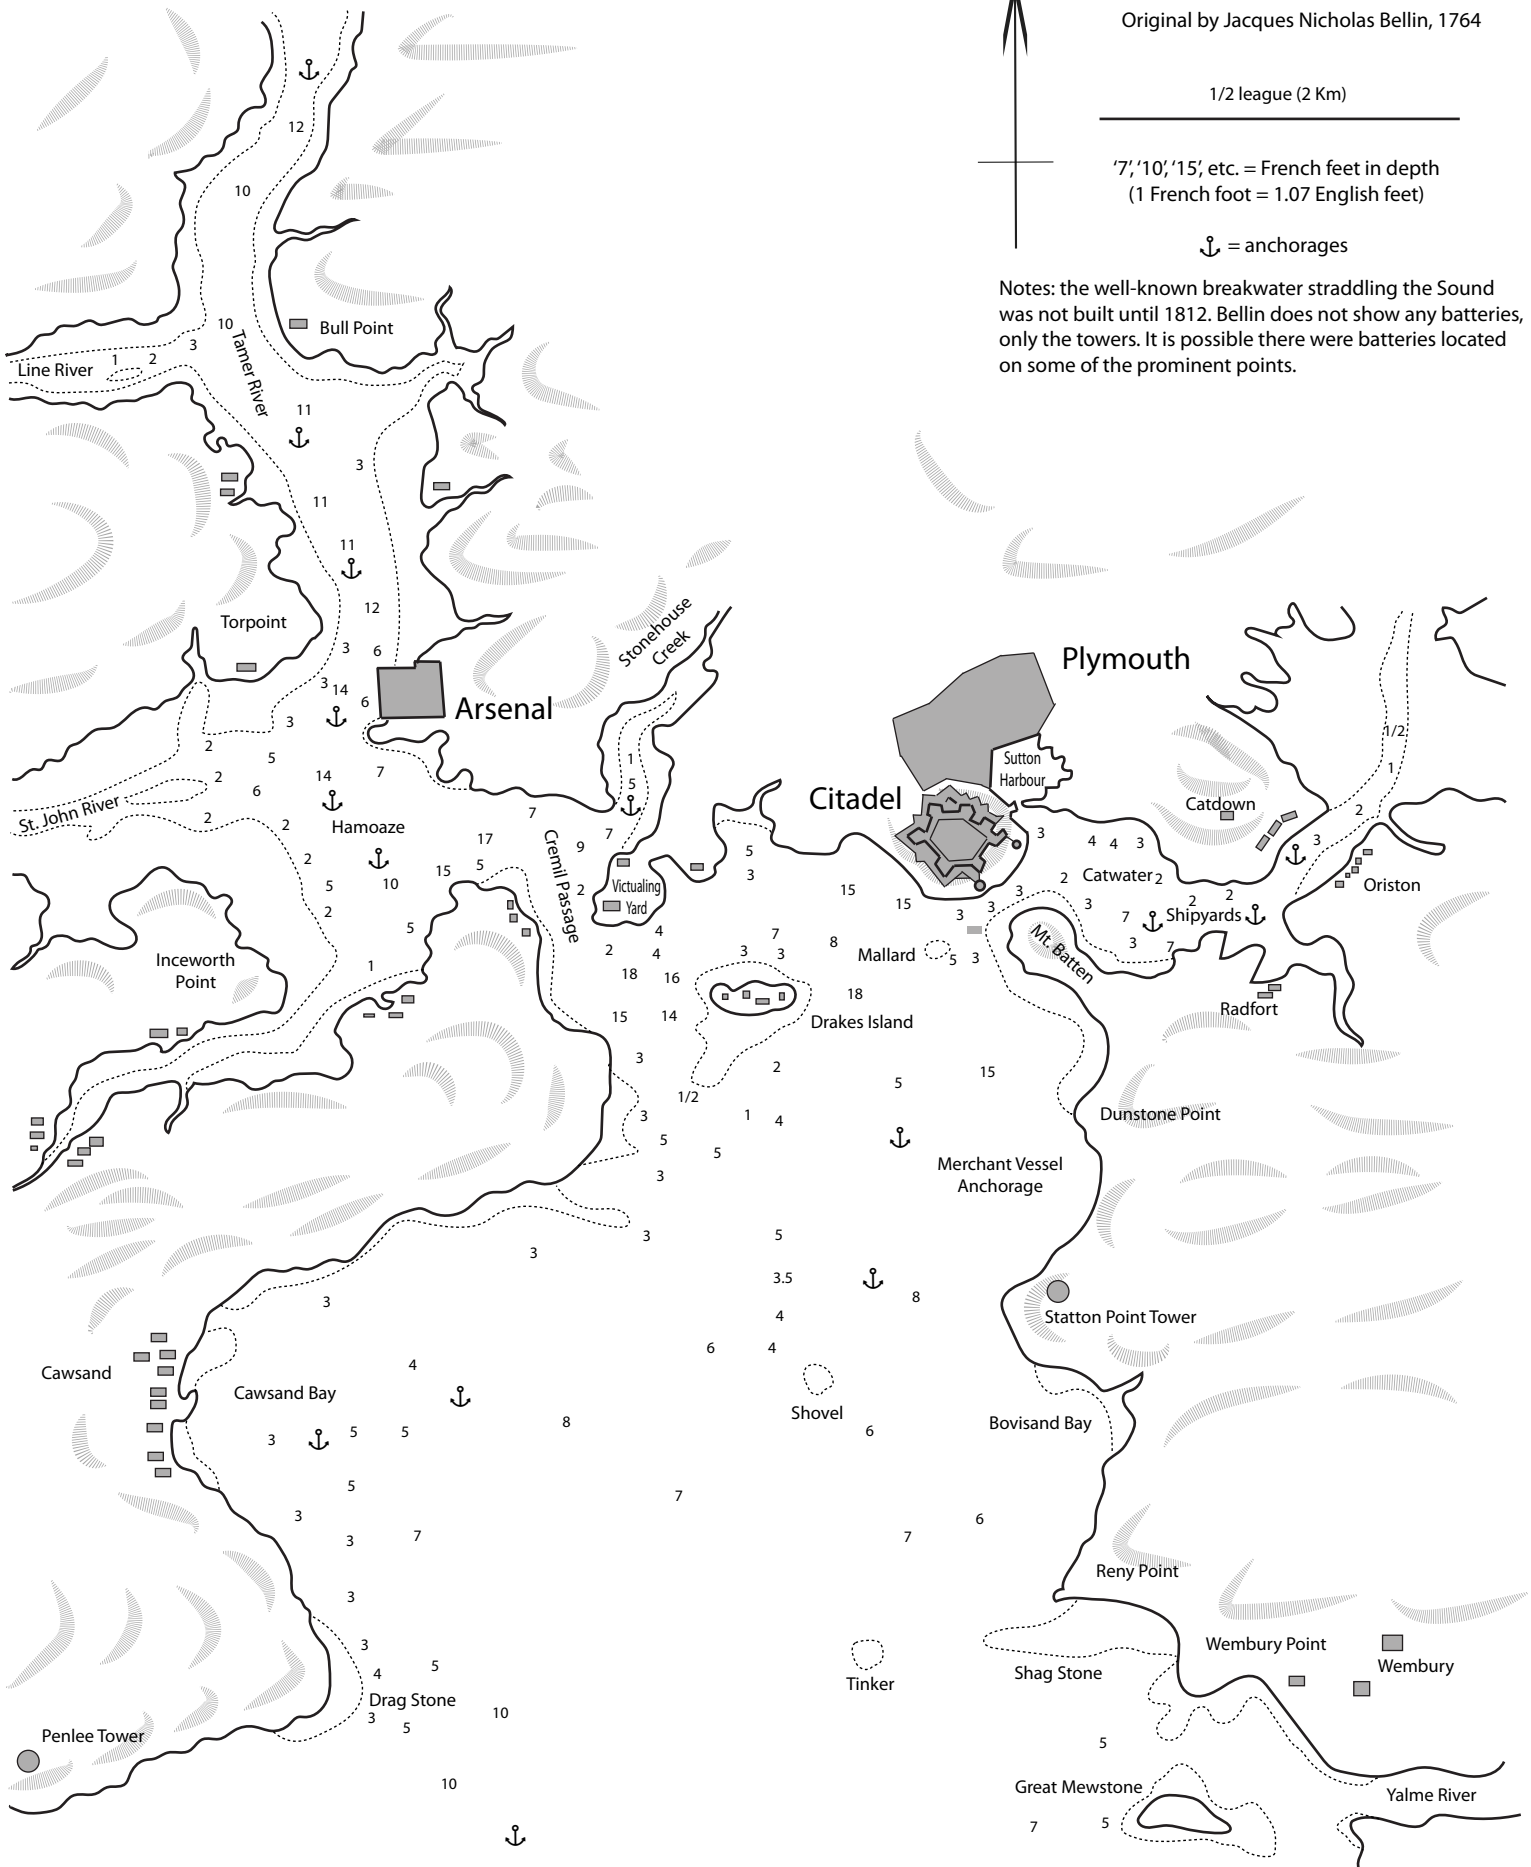 Original by Jacques Nicholas Bellin, 1764
1/2 league (2 Km)
‘7’, ‘10’, ‘15’, etc. = French feet in depth
(1 French foot = 1.07 English feet)
= anchorages
Notes: the well-known breakwater straddling the Sound
was not built until 1812. Bellin does not show any batteries,
only the towers. It is possible there were batteries located
on some of the prominent points.
12
10
10
Bull Point
3
2
1
Line River
Tamer River
11
3
11
11
12
Torpoint
3
6
Stonehouse
Creek
Plymouth
3
14
6
Arsenal
3
2
5
7
14
2
6
1
5
Sutton
Harbour
1/2
1
St. John River
2
2
Hamoaze
7
7
Citadel
Catdown
2
17
9
Cremil Passage
3
4
4
3
3
2
5
15
5
3
5
10
2
Victualing
Yard
15
15
3
2
Catwater
2
Oriston
2
5
4
3
3
3
7
2
2
Shipyards
Mt. Batten
3
7
Inceworth
Point
1
2
4
7
3
3
8
Mallard
5
3
18
16
18
Radfort
15
14
Drakes Island
3
2
5
15
1/2
3
1
4
Dunstone Point
5
5
3
Merchant Vessel
Anchorage
3
3
5
3.5
8
3
4
Statton Point Tower
6
4
Cawsand
4
Cawsand Bay
Shovel
Bovisand Bay
3
5
5
8
6
5
7
3
3
7
7
6
Reny Point
3
3
4
5
Tinker
Shag Stone
Wembury Point
Wembury
Drag Stone
3
5
10
Penlee Tower
5
10
Great Mewstone
Yalme River
7
5